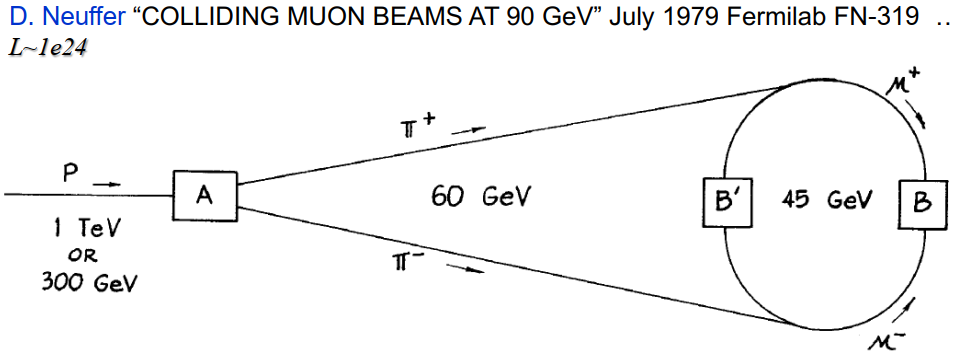 D. Neuffer “COLLIDING MUON BEAMS AT 90 GeV” July 1979 Fermilab FN-319 ..
L~1e24
μ+
π+
P
A
60 GeV
B′
45 GeV
B
1 TeV
OR
300 GeV
π-
μ-